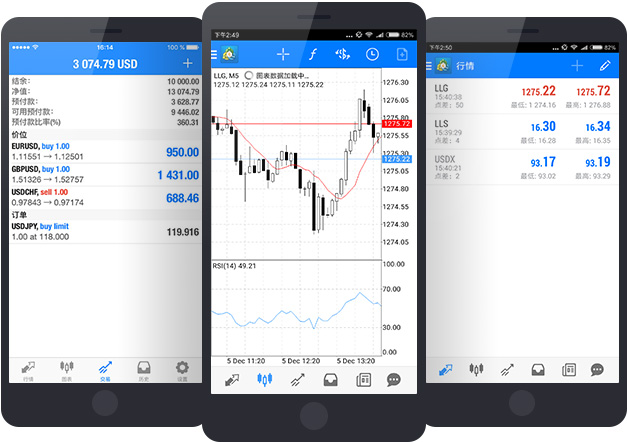 16:14
100 %
3 074.79 USD
结余:
10 000.00
净值:
13 074.79
预付款:
3 628.77
可用预付款:
9 446.02
预付款比率(%)
360.31
价位
EURUSD, buy 1.00
1.11551 → 1.12501
950.00
GBPUSD, buy 1.00
1.51326 → 1.52757
1 431.00
USDCHF, sell 1.00
0.97843 → 0.97174
688.46
订单
USDJPY, buy limit
1.00 at 118.000
119.916
行情
图表
交易
历史
设置
下午2:49
82%
LLG, M5
图表数据加载中...
1275.12 1275.24 1275.11 1275.22
1276.30
1276.05
1275.80
1275.72
1275.55
1275.30
1275.22
1275.05
1274.80
1274.55
1274.30
1274.05
RSI(14) 49.21
100.00
70.00
30.00
0.00
5 Dec 11:20
5 Dec 12:20
5 Dec 13:20
下午2:50
82%
行情
LLG
1275.22
1275.72
15:40:38
点差: 50
最低: 1 274.16
最高: 1 276.88
LLS
16.30
16.34
15:39:29
点差: 4
最低: 16.28
最高: 16.35
USDX
93.17
93.19
15:40:21
点差: 2
最低: 93.02
最高: 93.29